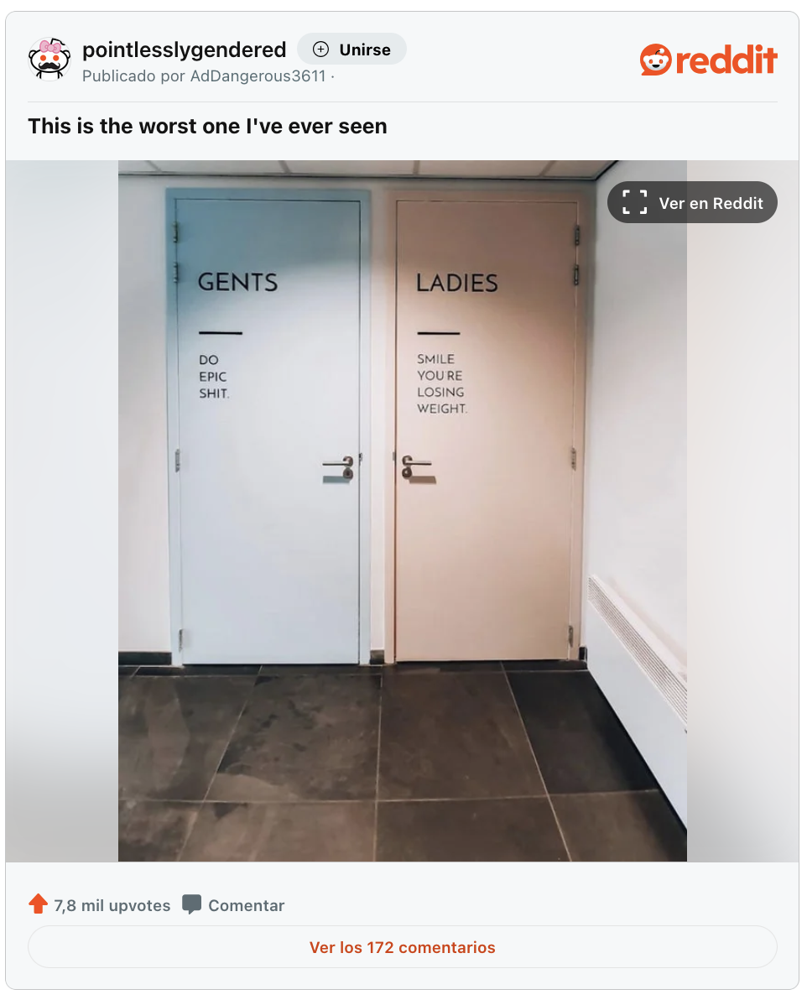 pointlesslygendered
Unirse
reddit
Publicado por AdDangerous3611 ·
This is the worst one I've ever seen
Ver en Reddit
GENTS
DO
EPIC
SHIT.
LADIES
SMILE
YOU'RE
LOSING
WEIGHT.
7,8 mil upvotes
Comentar
Ver los 172 comentarios